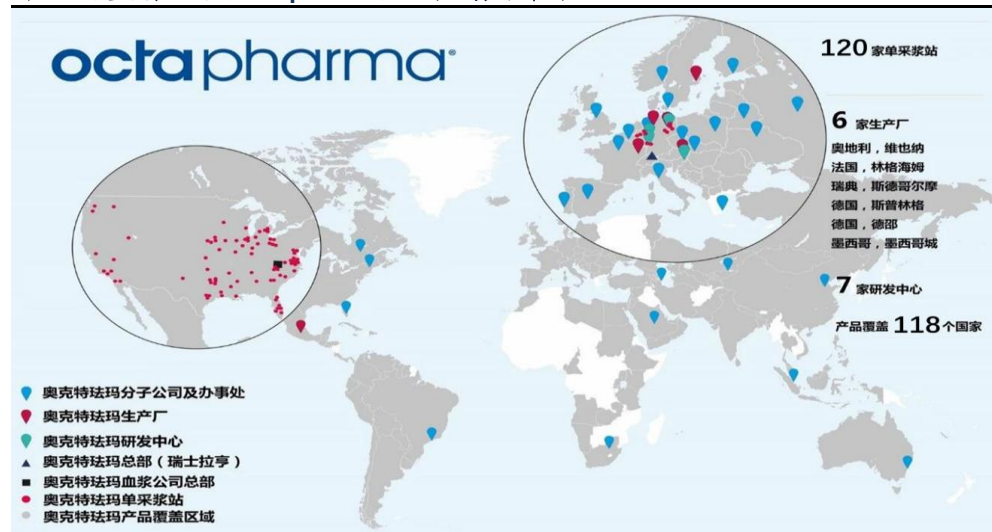 octapharma®
120 家单采浆站
6 家生产厂
奥地利，维也纳
法国，林格海姆
瑞典，斯德哥尔摩
德国，斯普林格
德国，德邵
墨西哥，墨西哥城
7 家研发中心
产品覆盖 118 个国家
奥克特珐玛分子公司及办事处
奥克特珐玛生产厂
奥克特珐玛研发中心
奥克特珐玛总部（瑞士拉亨）
奥克特珐玛血浆公司总部
奥克特珐玛单采浆站
奥克特珐玛产品覆盖区域